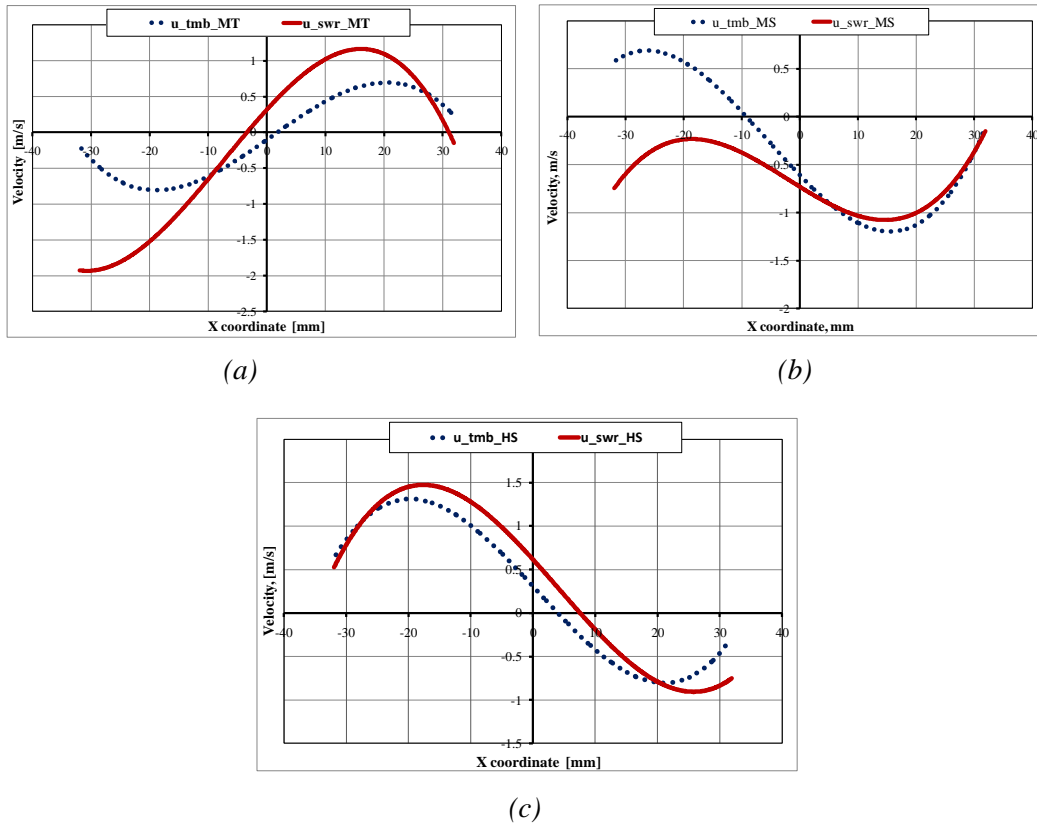 u_tmb_MT u_swr_MT
1
0.5
0
-0.5
-1
-1.5
-2
-2.5
-40 -30 -20 -10 0 10 20 30 40
Velocity [m/s]
X coordinate [mm]
(a)
u_tmb_MS u_swr_MS
0.5
0
-0.5
-1
-1.5
-2
-40 -30 -20 -10 0 10 20 30 40
Velocity, m/s
X coordinate, mm
(b)
u_tmb_HS u_swr_HS
1.5
1
0.5
0
-0.5
-1
-1.5
-40 -30 -20 -10 0 10 20 30 40
Velocity, [m/s]
X coordinate [mm]
(c)